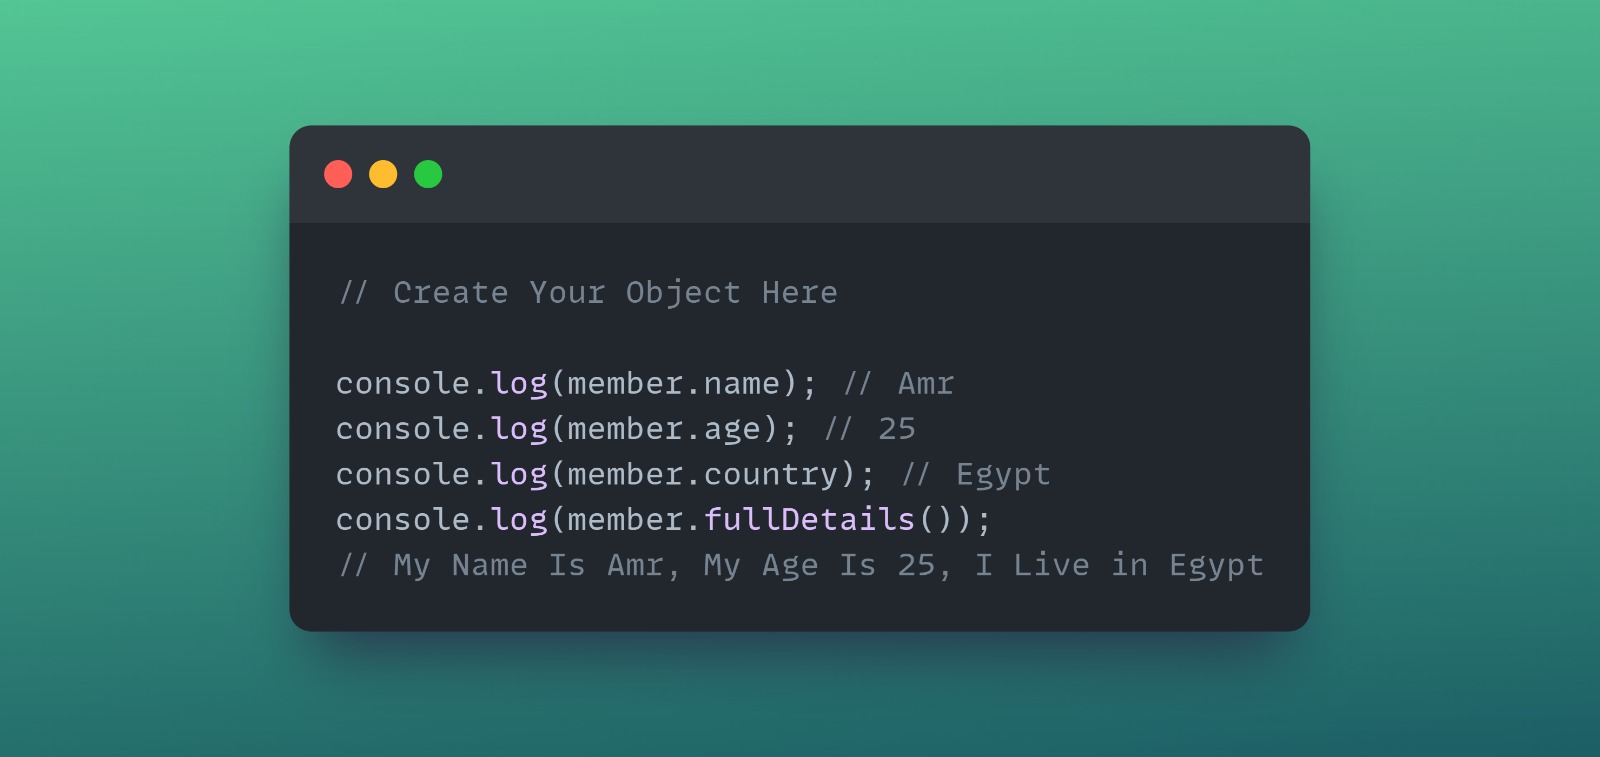 // Create Your Object Here
console.log(member.name); // Amr
console.log(member.age); // 25
console.log(member.country); // Egypt
console.log(member.fullDetails());
// My Name Is Amr, My Age Is 25, I Live in Egypt